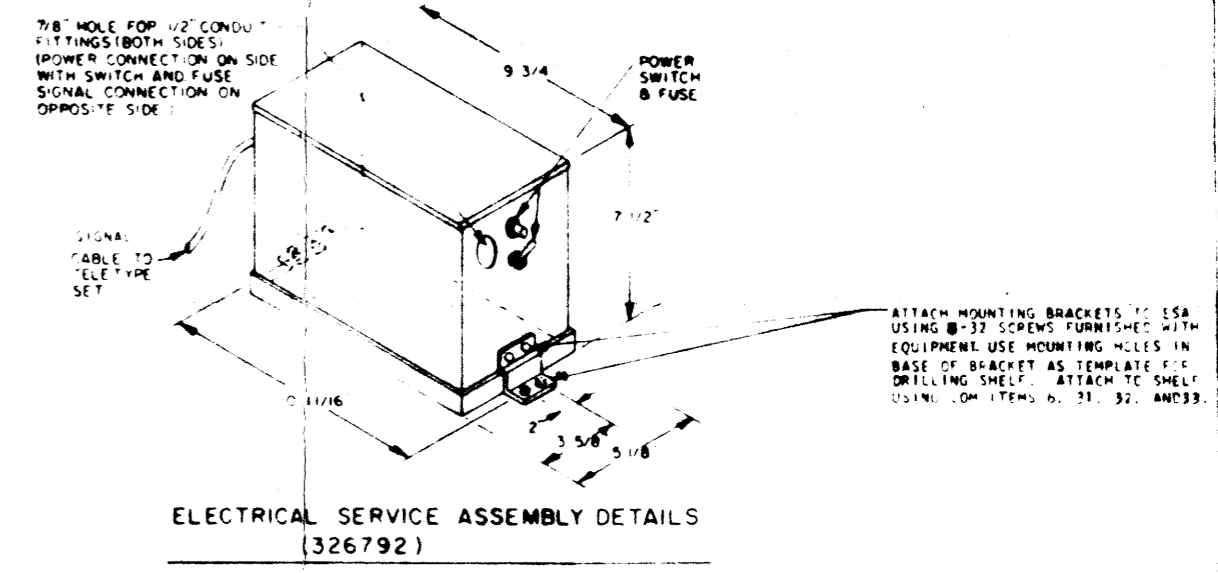 7/8" HOLE FOR 1/2" CONDU T
FITTINGS (BOTH SIDES)
(POWER CONNECTION ON SIDE
WITH SWITCH AND FUSE
SIGNAL CONNECTION ON
OPPOSITE SIDE)
9 3/4
POWER
SWITCH
& FUSE
7 1/2"
SIGNAL
CABLE TO
TELETYPE
SET
ATTACH MOUNTING BRACKETS TO ESA
USING 8-32 SCREWS FURNISHED WITH
EQUIPMENT. USE MOUNTING HOLES IN
BASE OF BRACKET AS TEMPLATE FOR
DRILLING SHELF. ATTACH TO SHELF
USING COM ITEMS 6, 31, 32, AND 33.
11/16
2
3 5/8
5 1/8
ELECTRICAL SERVICE ASSEMBLY DETAILS
(326792)